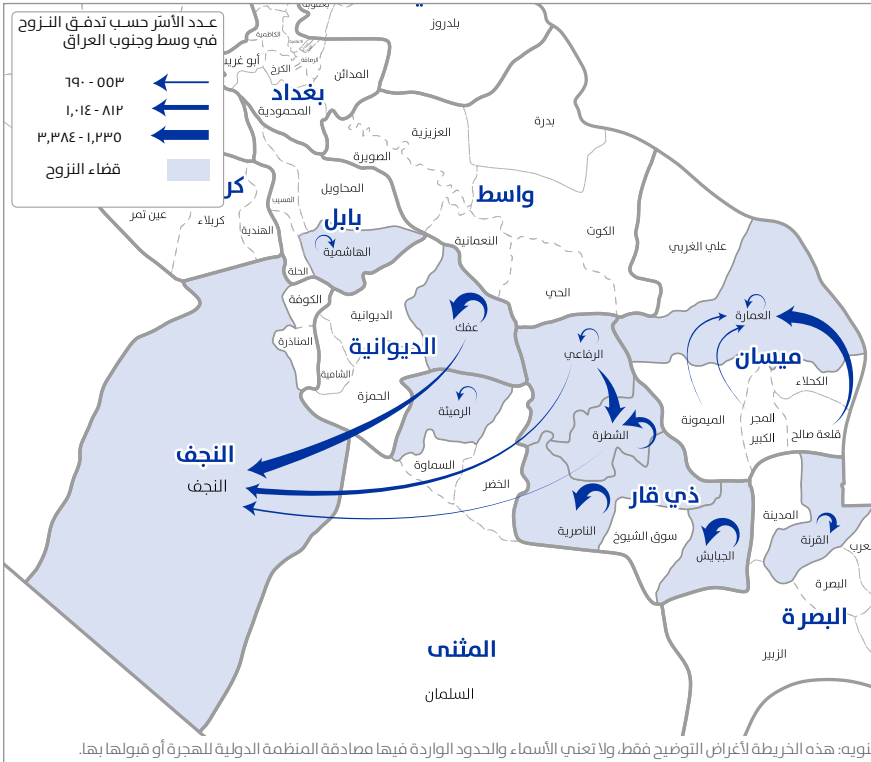 عـدد الأسَر حسـب تدفـق النـزوح
في وسط وجنوب العراق
٥٥٣ - ٦٩٠
٨١٢ - ١,٠١٤
١,٢٣٥ - ٣,٣٨٤
قضاء النزوح
بلدروز
الكاظمية
أبو غريب
الكرخ
الرصافة
المدائن
بغداد
المحمودية
بدرة
العزيزية
الصويرة
واسط
المحاويل
المسيب
بابل
الهاشمية
الحلة
كر
عين تمر
كربلاء
الهندية
النعمانية
الكوت
الحي
علي الغربي
العمارة
ميسان
الكحلاء
الميمونة
المجر
الكبير
قلعة صالح
الكوفة
المناذرة
الديوانية
عفك
الديوانية
الشامية
الحمزة
الرفاعي
الشطرة
الرميثة
السماوة
الخضر
النجف
النجف
ذي قار
الناصرية
سوق الشيوخ
الجبايش
المدينة
القرنة
البصرة
البصرة
الزبير
المثنى
السلمان
نويه: هذه الخريطة لأغراض التوضيح فقط، ولا تعني الأسماء والحدود الواردة فيها مصادقة المنظمة الدولية للهجرة أو قبولها بها.